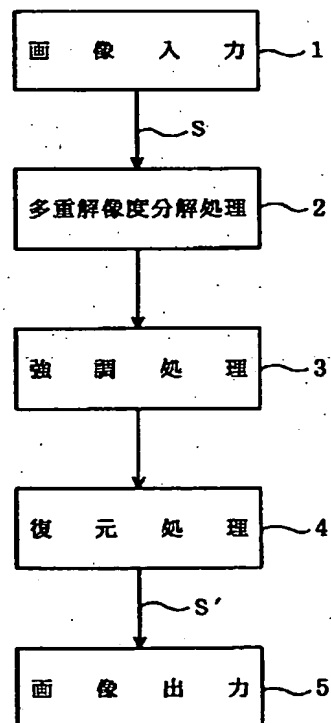 画像入力 1
S
多重解像度分解処理 2
強調処理 3
復元処理 4
S′
画像出力 5